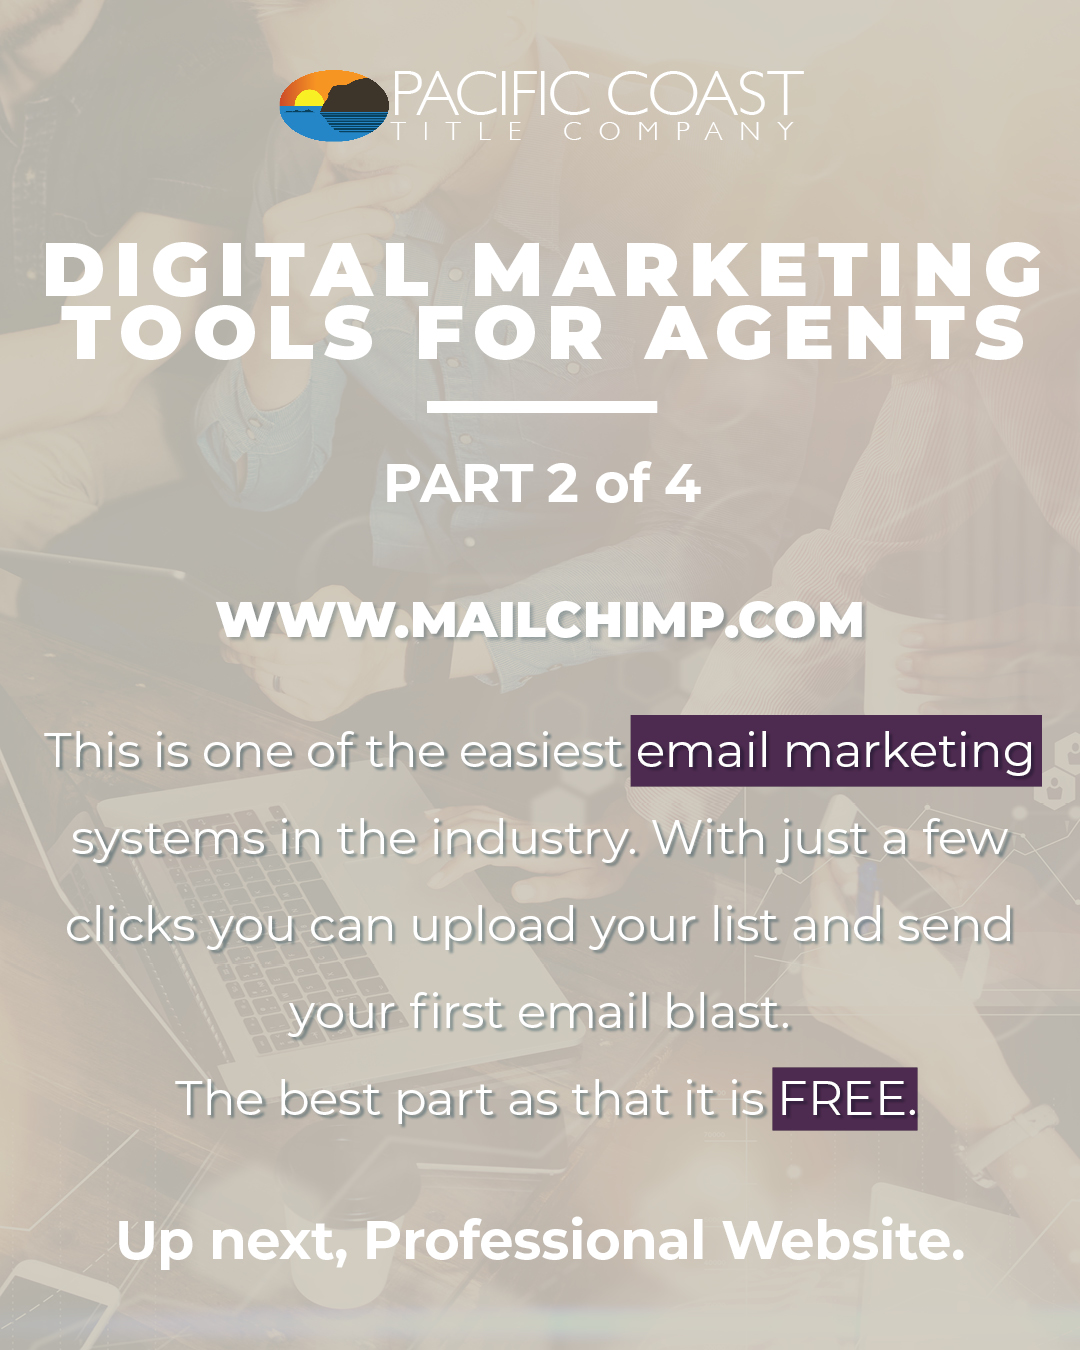 PACIFIC COAST
TITLE COMPANY
DIGITAL MARKETING
TOOLS FOR AGENTS
PART 2 of 4
WWW.MAILCHIMP.COM
This is one of the easiest email marketing
systems in the industry. With just a few
clicks you can upload your list and send
your first email blast.
The best part as that it is FREE.
Up next, Professional Website.